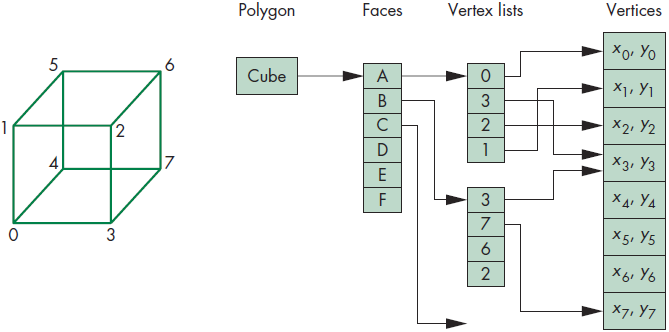 Polygon Faces Vertex lists Vertices
Cube
A
B
C
D
E
F
0
3
2
1
3
7
6
2
x0, y0
x1, y1
x2, y2
x3, y3
x4, y4
x5, y5
x6, y6
x7, y7
5 6
1 2
4 7
0 3